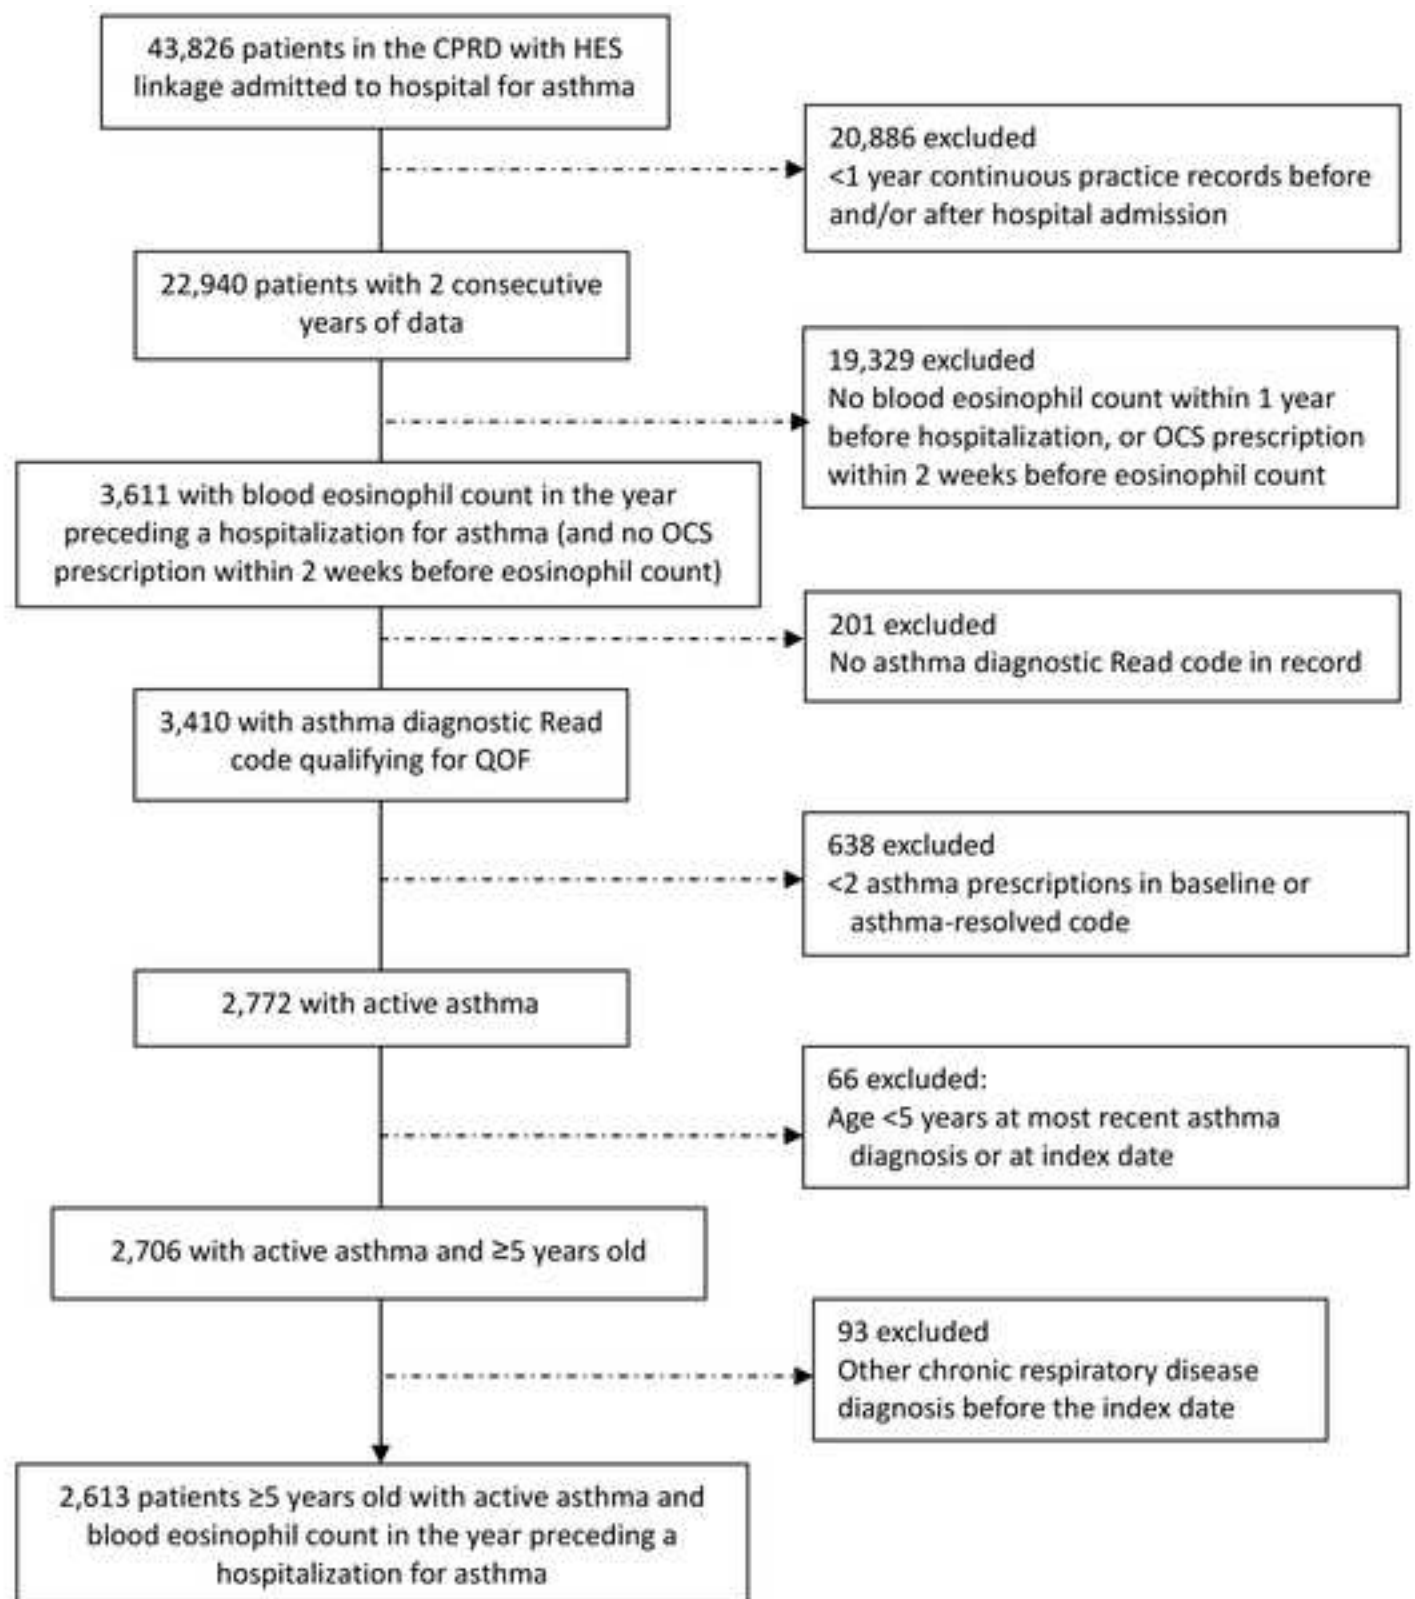 43,826 patients in the CPRD with HES
linkage admitted to hospital for asthma
20,886 excluded
<1 year continuous practice records before
and/or after hospital admission
22,940 patients with 2 consecutive
years of data
19,329 excluded
No blood eosinophil count within 1 year
before hospitalization, or OCS prescription
within 2 weeks before eosinophil count
3,611 with blood eosinophil count in the year
preceding a hospitalization for asthma (and no OCS
prescription within 2 weeks before eosinophil count)
201 excluded
No asthma diagnostic Read code in record
3,410 with asthma diagnostic Read
code qualifying for QOF
638 excluded
<2 asthma prescriptions in baseline or
asthma-resolved code
2,772 with active asthma
66 excluded:
Age <5 years at most recent asthma
diagnosis or at index date
2,706 with active asthma and ≥5 years old
93 excluded
Other chronic respiratory disease
diagnosis before the index date
2,613 patients ≥5 years old with active asthma and
blood eosinophil count in the year preceding a
hospitalization for asthma